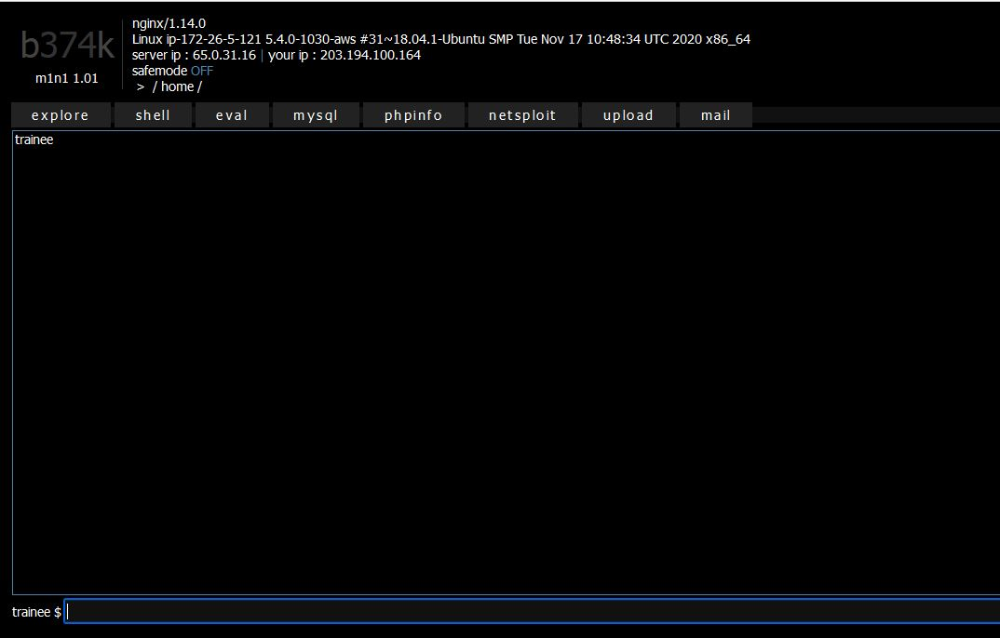 b374k
m1n1 1.01
nginx/1.14.0
Linux ip-172-26-5-121 5.4.0-1030-aws #31~18.04.1-Ubuntu SMP Tue Nov 17 10:48:34 UTC 2020 x86_64
server ip : 65.0.31.16 | your ip : 203.194.100.164
safemode OFF
> / home /
explore shell eval mysql phpinfo netsploit upload mail
trainee
trainee $